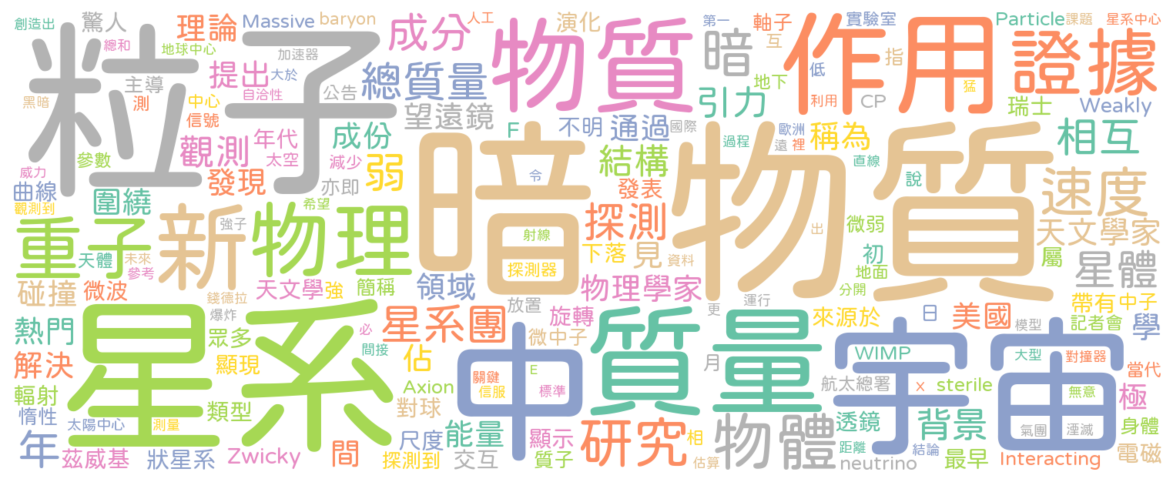 創造出
驚人
Massive
baryon
人工
理論
成分
演化
軸子
實驗室
Particle
課題
第一
星系中心
總和
地球中心
加速器
物質
暗
互
指
作用
證據
粒子
提出
大於
總質量
地下
低
主導
自洽性
引力
利用
CP
猛
瑞士
Weakly
黑暗
測
中心
公告
望遠鏡
信號
年代
成份
F
不明
通過
國際
歐洲
稱為
相互
觀測
太空
減少
遠
裡
參數
發現
弱
結構
過程
直線
說
威力
亦即
令
發表
速度
曲線
圍繞
希望
暗物質
觀測到
強子
新
物理
探測
微弱
初
天文學家
重子
射線
下落
見
出
屬
天體
未來
探測器
資料
地面
星體
參考
錢德拉
碰撞
微波
天文學
強
簡稱
領域
物理學家
分開
帶有
中子
爆炸
放置
更
運行
熱門
眾多
星系團
旋轉
來源於
日
美國
記者會
學
必
微中子
月
模型
解決
顯現
間接
佔
WIMP
大型
對撞器
當代
星系
中
質量
宇宙
輻射
類型
Axion
關鍵
信服
E
標準
航太總署
x
sterile
無意
極
惰性
對球
物體
透鏡
背景
身體
年
太陽中心
測量
尺度
能量
顯示
研究
相
距離
氣團
湮滅
茲威基
狀星系
Zwicky
間
探測到
交互
質子
估算
neutrino
結論
最早
Interacting
電磁